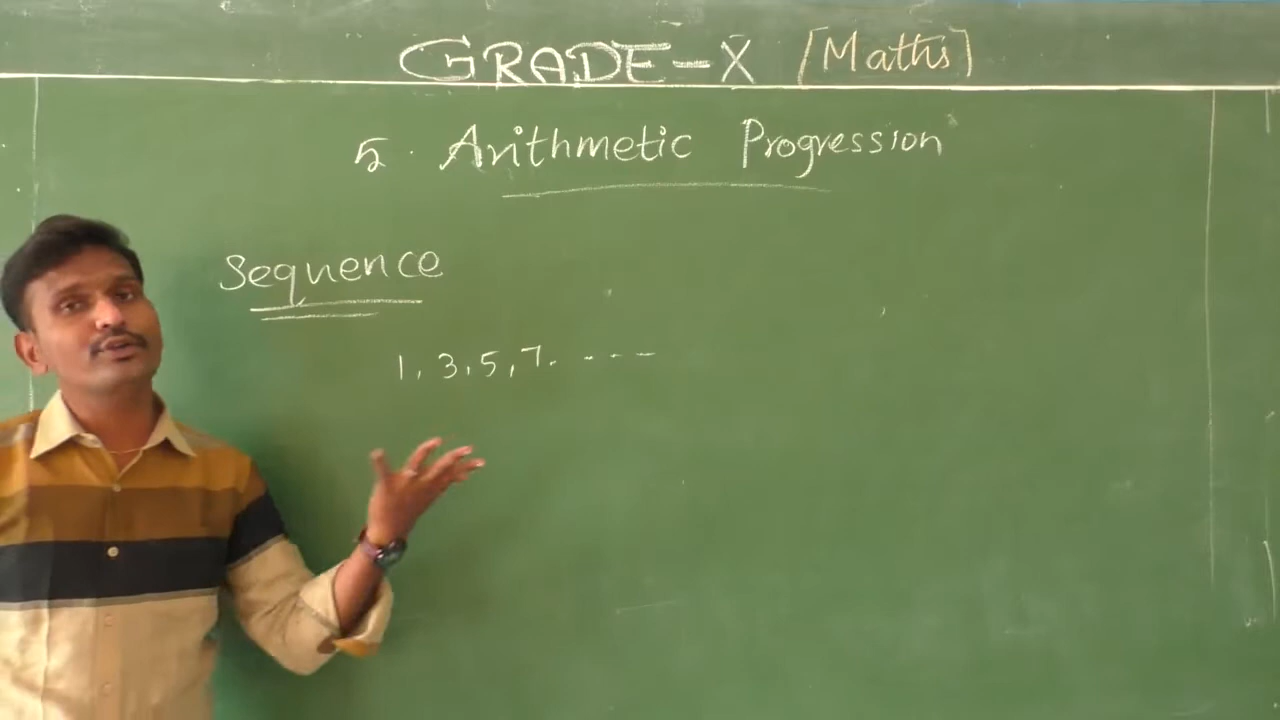 GRADE-X [Maths]
5. Arithmetic Progression
Sequence
1, 3, 5, 7. ----